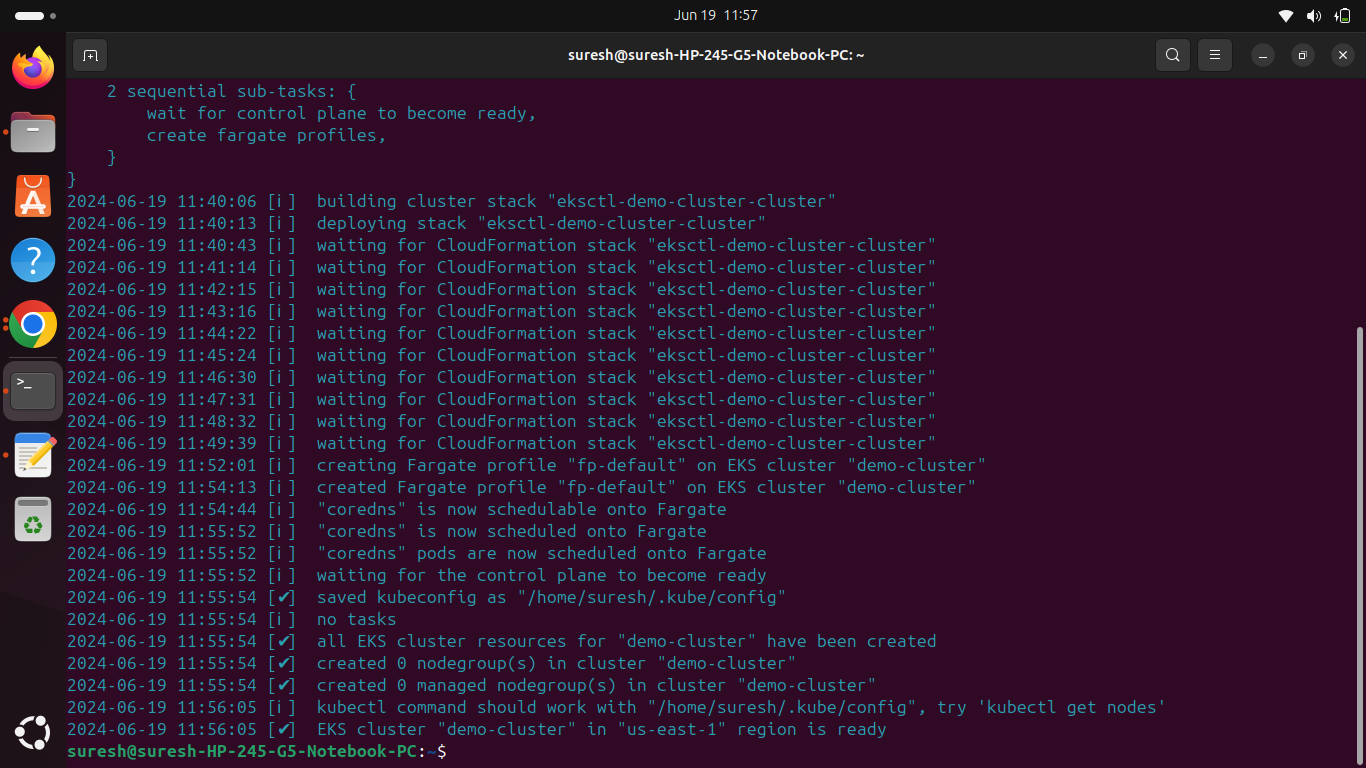 Jun 19 11:57
suresh@suresh-HP-245-G5-Notebook-PC: ~
    2 sequential sub-tasks: {
        wait for control plane to become ready,
        create fargate profiles,
    }
}
2024-06-19 11:40:06 [ℹ]  building cluster stack "eksctl-demo-cluster-cluster"
2024-06-19 11:40:13 [ℹ]  deploying stack "eksctl-demo-cluster-cluster"
2024-06-19 11:40:43 [ℹ]  waiting for CloudFormation stack "eksctl-demo-cluster-cluster"
2024-06-19 11:41:14 [ℹ]  waiting for CloudFormation stack "eksctl-demo-cluster-cluster"
2024-06-19 11:42:15 [ℹ]  waiting for CloudFormation stack "eksctl-demo-cluster-cluster"
2024-06-19 11:43:16 [ℹ]  waiting for CloudFormation stack "eksctl-demo-cluster-cluster"
2024-06-19 11:44:22 [ℹ]  waiting for CloudFormation stack "eksctl-demo-cluster-cluster"
2024-06-19 11:45:24 [ℹ]  waiting for CloudFormation stack "eksctl-demo-cluster-cluster"
2024-06-19 11:46:30 [ℹ]  waiting for CloudFormation stack "eksctl-demo-cluster-cluster"
2024-06-19 11:47:31 [ℹ]  waiting for CloudFormation stack "eksctl-demo-cluster-cluster"
2024-06-19 11:48:32 [ℹ]  waiting for CloudFormation stack "eksctl-demo-cluster-cluster"
2024-06-19 11:49:39 [ℹ]  waiting for CloudFormation stack "eksctl-demo-cluster-cluster"
2024-06-19 11:52:01 [ℹ]  creating Fargate profile "fp-default" on EKS cluster "demo-cluster"
2024-06-19 11:54:13 [ℹ]  created Fargate profile "fp-default" on EKS cluster "demo-cluster"
2024-06-19 11:54:44 [ℹ]  "coredns" is now schedulable onto Fargate
2024-06-19 11:55:52 [ℹ]  "coredns" is now scheduled onto Fargate
2024-06-19 11:55:52 [ℹ]  "coredns" pods are now scheduled onto Fargate
2024-06-19 11:55:52 [ℹ]  waiting for the control plane to become ready
2024-06-19 11:55:54 [✔]  saved kubeconfig as "/home/suresh/.kube/config"
2024-06-19 11:55:54 [ℹ]  no tasks
2024-06-19 11:55:54 [✔]  all EKS cluster resources for "demo-cluster" have been created
2024-06-19 11:55:54 [✔]  created 0 nodegroup(s) in cluster "demo-cluster"
2024-06-19 11:55:54 [✔]  created 0 managed nodegroup(s) in cluster "demo-cluster"
2024-06-19 11:56:05 [ℹ]  kubectl command should work with "/home/suresh/.kube/config", try 'kubectl get nodes'
2024-06-19 11:56:05 [✔]  EKS cluster "demo-cluster" in "us-east-1" region is ready
suresh@suresh-HP-245-G5-Notebook-PC:~$